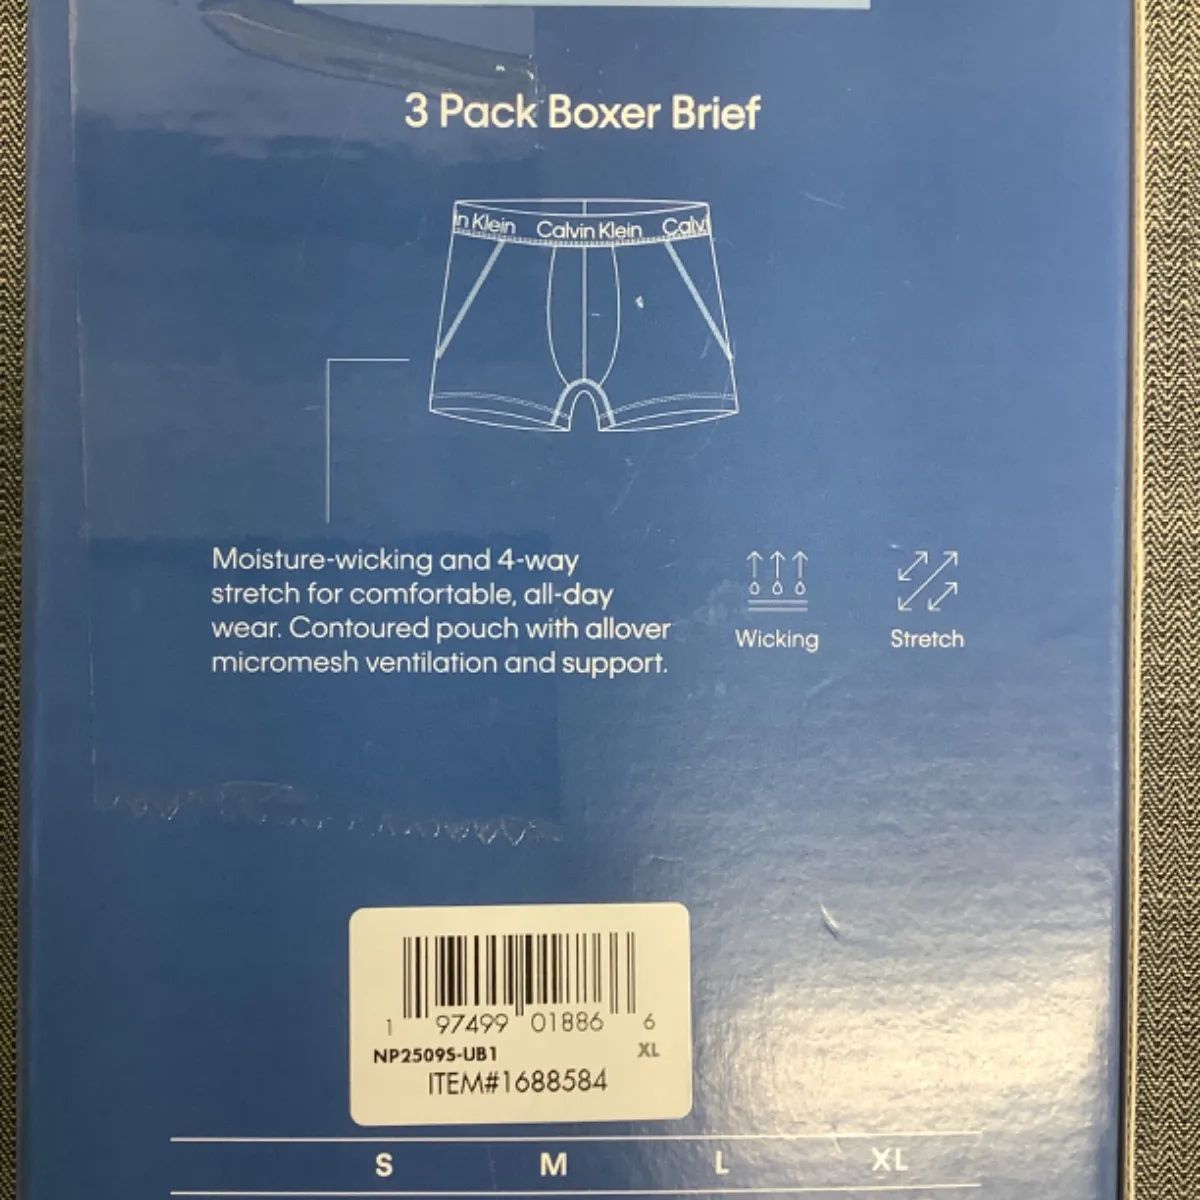 3 Pack Boxer Brief
in Klein Calvin Klein Calvi
Moisture-wicking and 4-way
stretch for comfortable, all-day
wear. Contoured pouch with allover
micromesh ventilation and support.
Wicking
Stretch
1 97499 01886 6
NP2509S-UB1 XL
ITEM#1688584
S M L XL